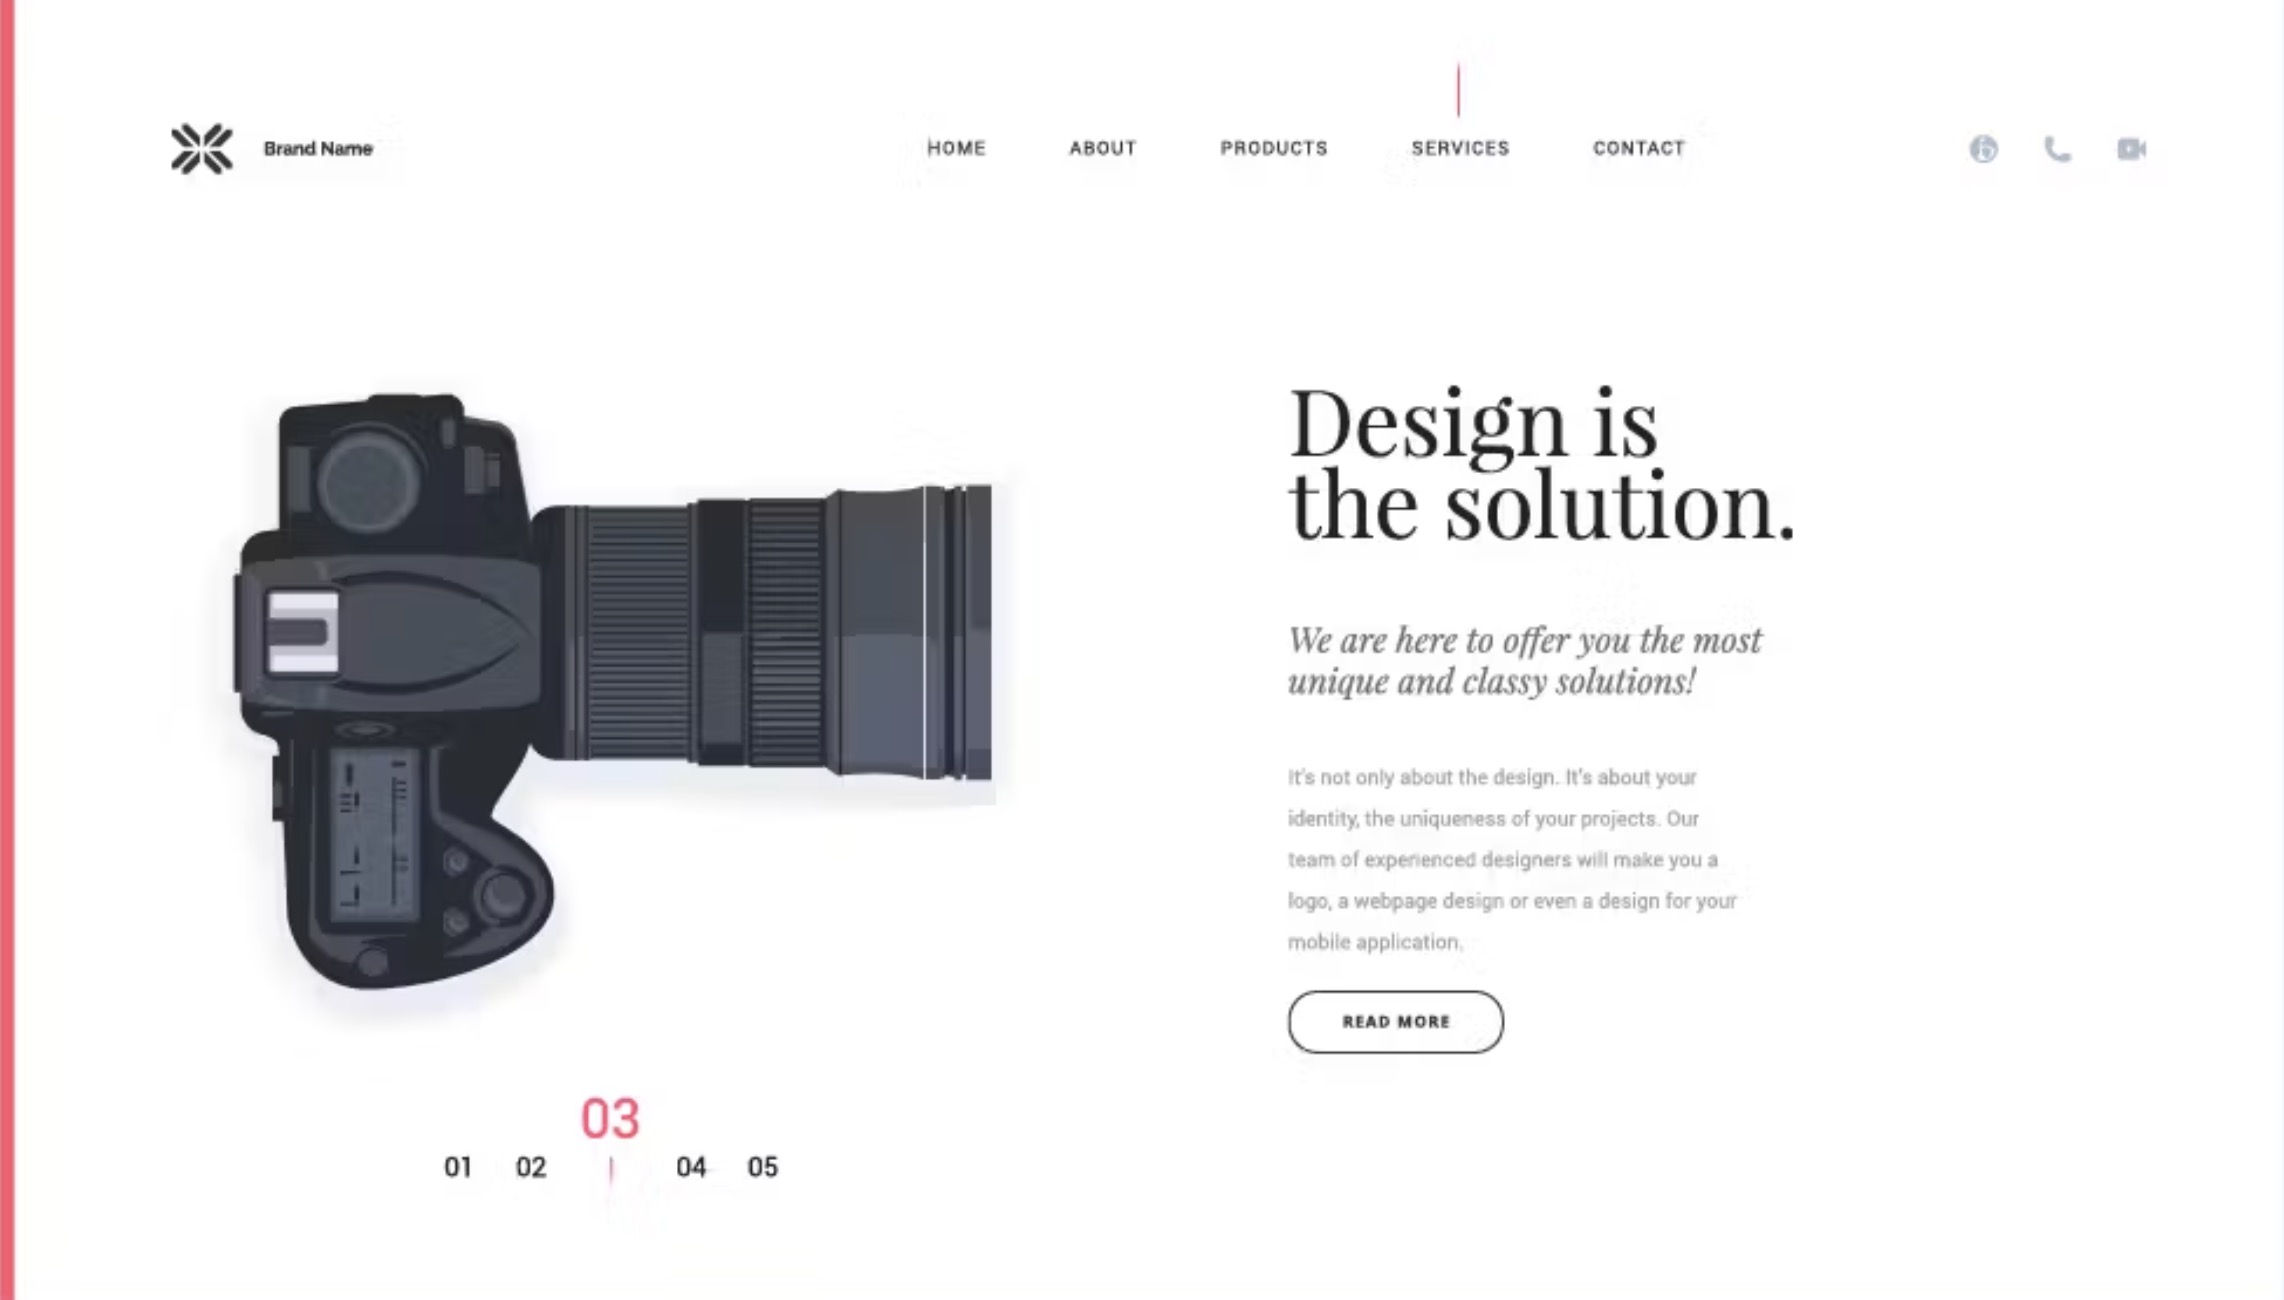 Brand Name
HOME ABOUT PRODUCTS SERVICES CONTACT
Design is
the solution.
We are here to offer you the most
unique and classy solutions!
It's not only about the design. It's about your
identity, the uniqueness of your projects. Our
team of experienced designers will make you a
logo, a webpage design or even a design for your
mobile application.
READ MORE
03
01 02 04 05